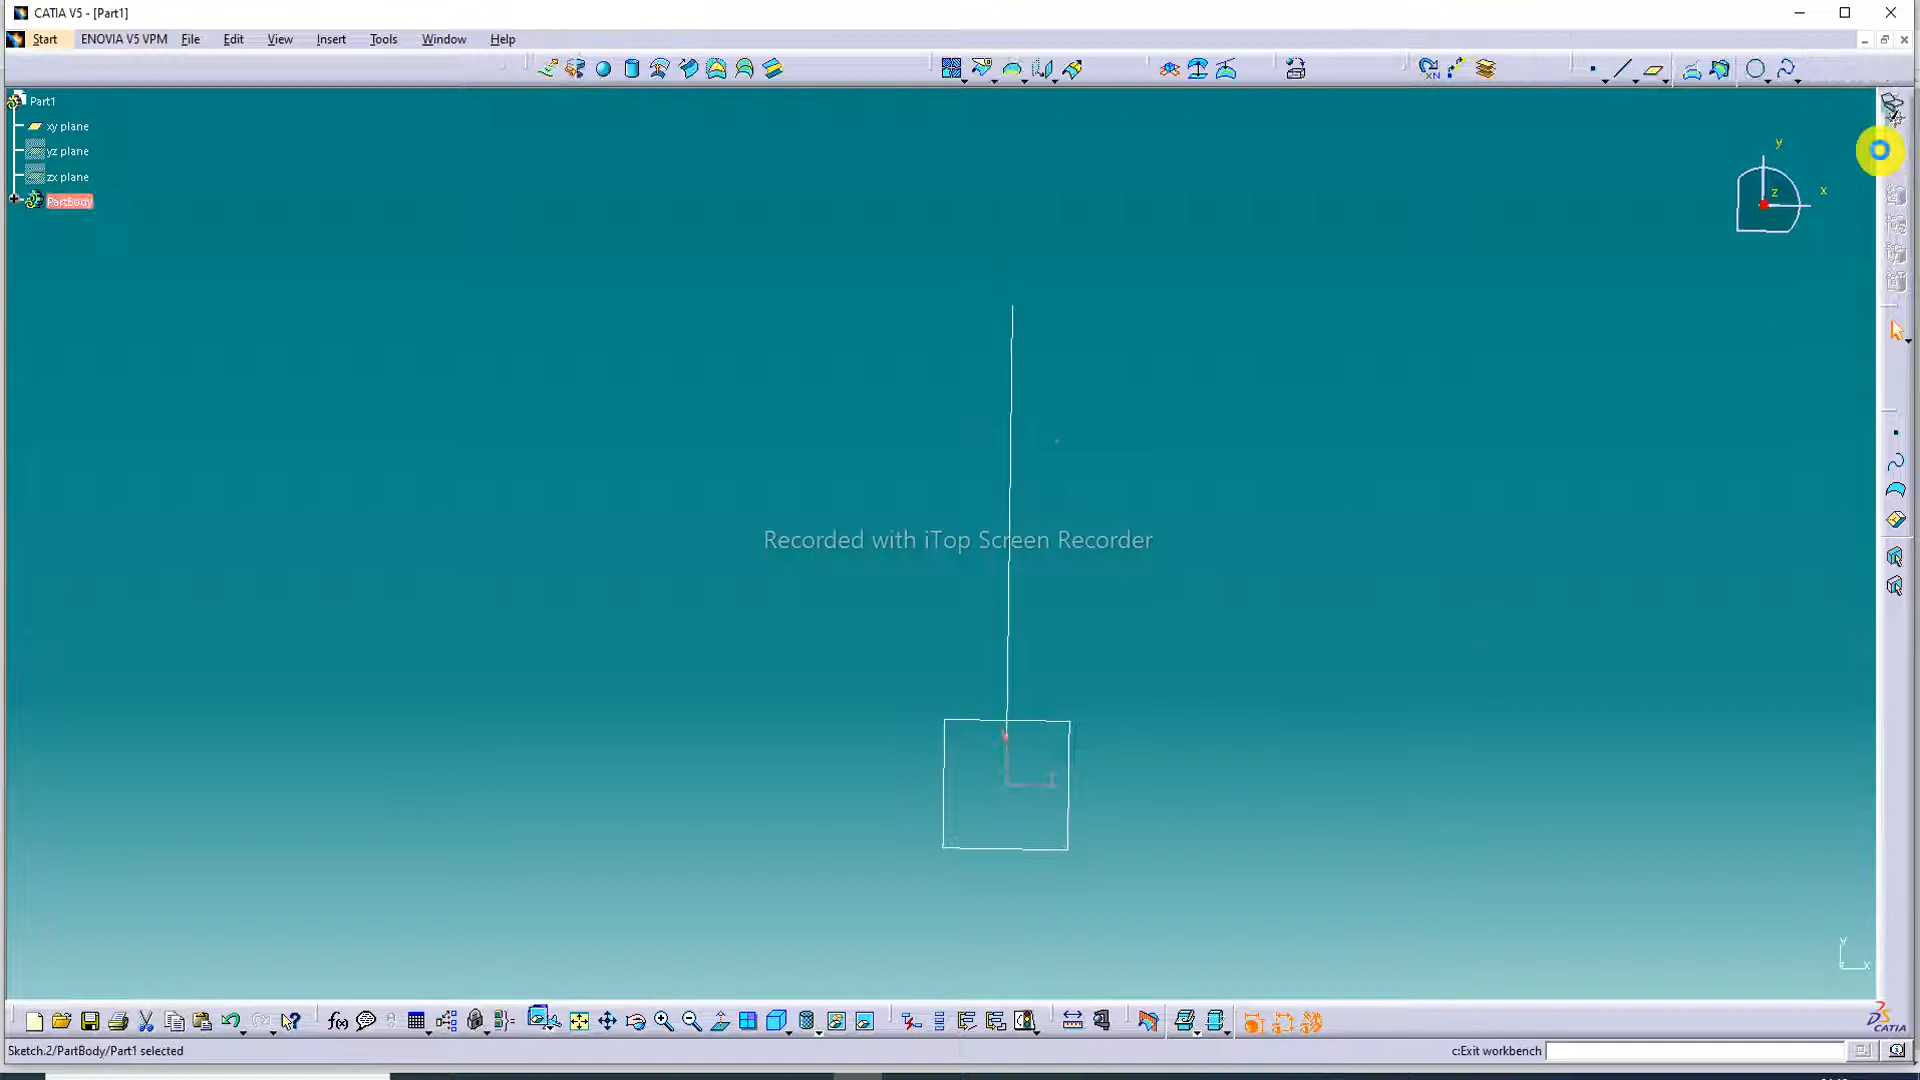 CATIA V5 - [Part1]
Start ENOVIA V5 VPM File Edit View Insert Tools Window Help
Part1
xy plane
yz plane
zx plane
PartBody
y
z
x
Recorded with iTop Screen Recorder
y
x
CATIA
Sketch.2/PartBody/Part1 selected
c:Exit workbench